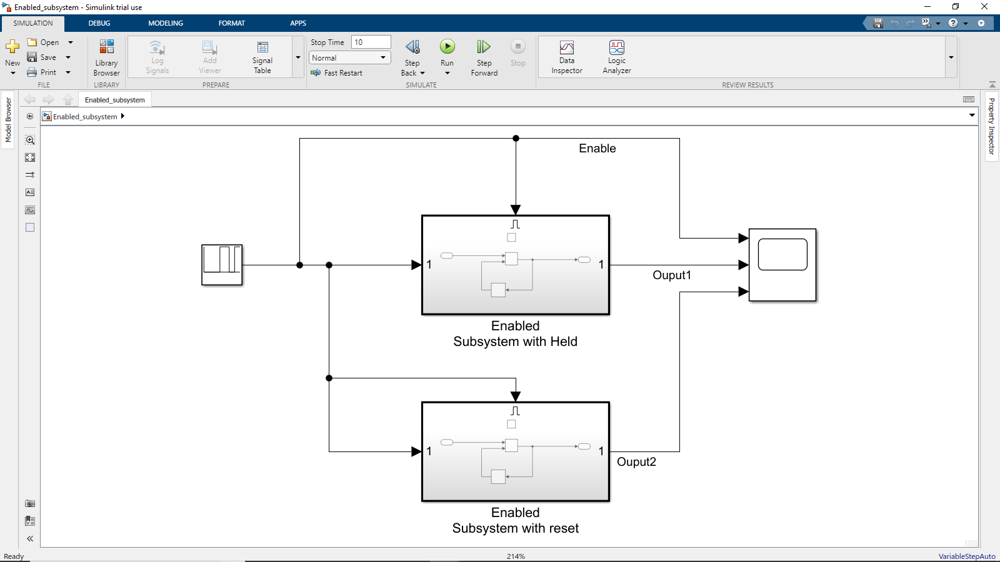 Enabled_subsystem - Simulink trial use
SIMULATION DEBUG MODELING FORMAT APPS
New
Open
Save
Print
FILE
Library
Browser
LIBRARY
Log
Signals
Add
Viewer
Signal
Table
PREPARE
Stop Time 10
Normal
Fast Restart
Step
Back
Run
Step
Forward
Stop
SIMULATE
Data
Inspector
Logic
Analyzer
REVIEW RESULTS
Model Browser
Enabled_subsystem
Enabled_subsystem
Property Inspector
Enable
1 1
Ouput1
Enabled
Subsystem with Held
1 1
Ouput2
Enabled
Subsystem with reset
Ready 214% VariableStepAuto